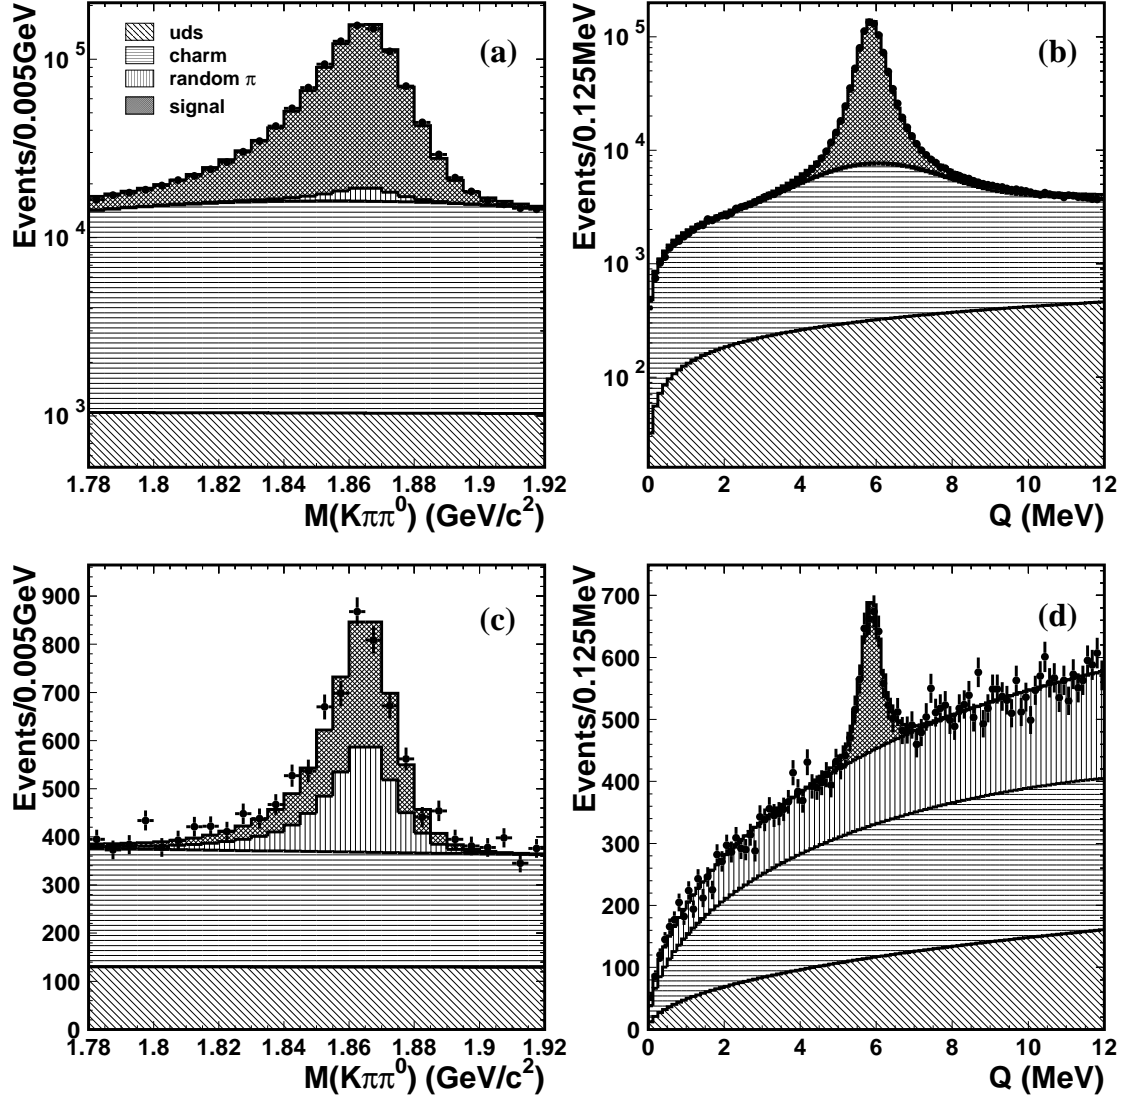 Events/0.005GeV
10^5
10^4
10^3
uds
charm
random π
signal
(a)
1.78 1.8 1.82 1.84 1.86 1.88 1.9 1.92
M(Kππ^0) (GeV/c^2)
Events/0.125MeV
10^5
10^4
10^3
10^2
(b)
0 2 4 6 8 10 12
Q (MeV)
Events/0.005GeV
900
800
700
600
500
400
300
200
100
0
(c)
1.78 1.8 1.82 1.84 1.86 1.88 1.9 1.92
M(Kππ^0) (GeV/c^2)
Events/0.125MeV
700
600
500
400
300
200
100
0
(d)
0 2 4 6 8 10 12
Q (MeV)